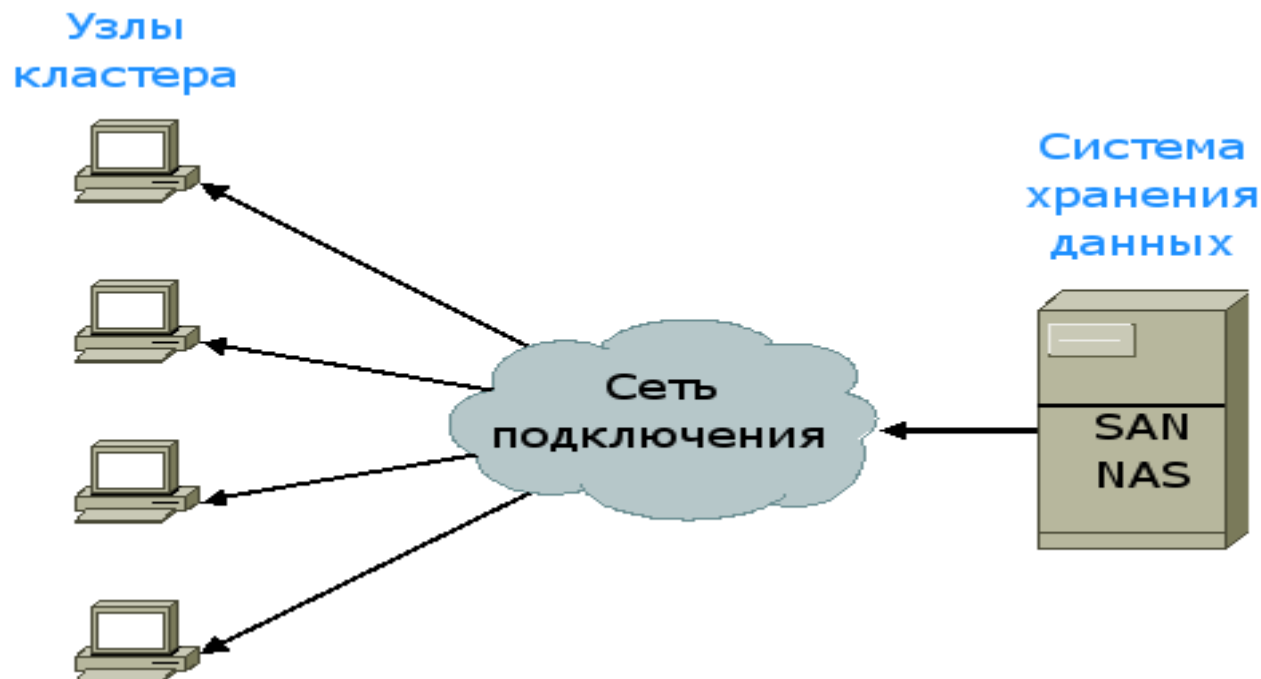 Узлы
кластера
Система
хранения
данных
Сеть
подключения
SAN
NAS